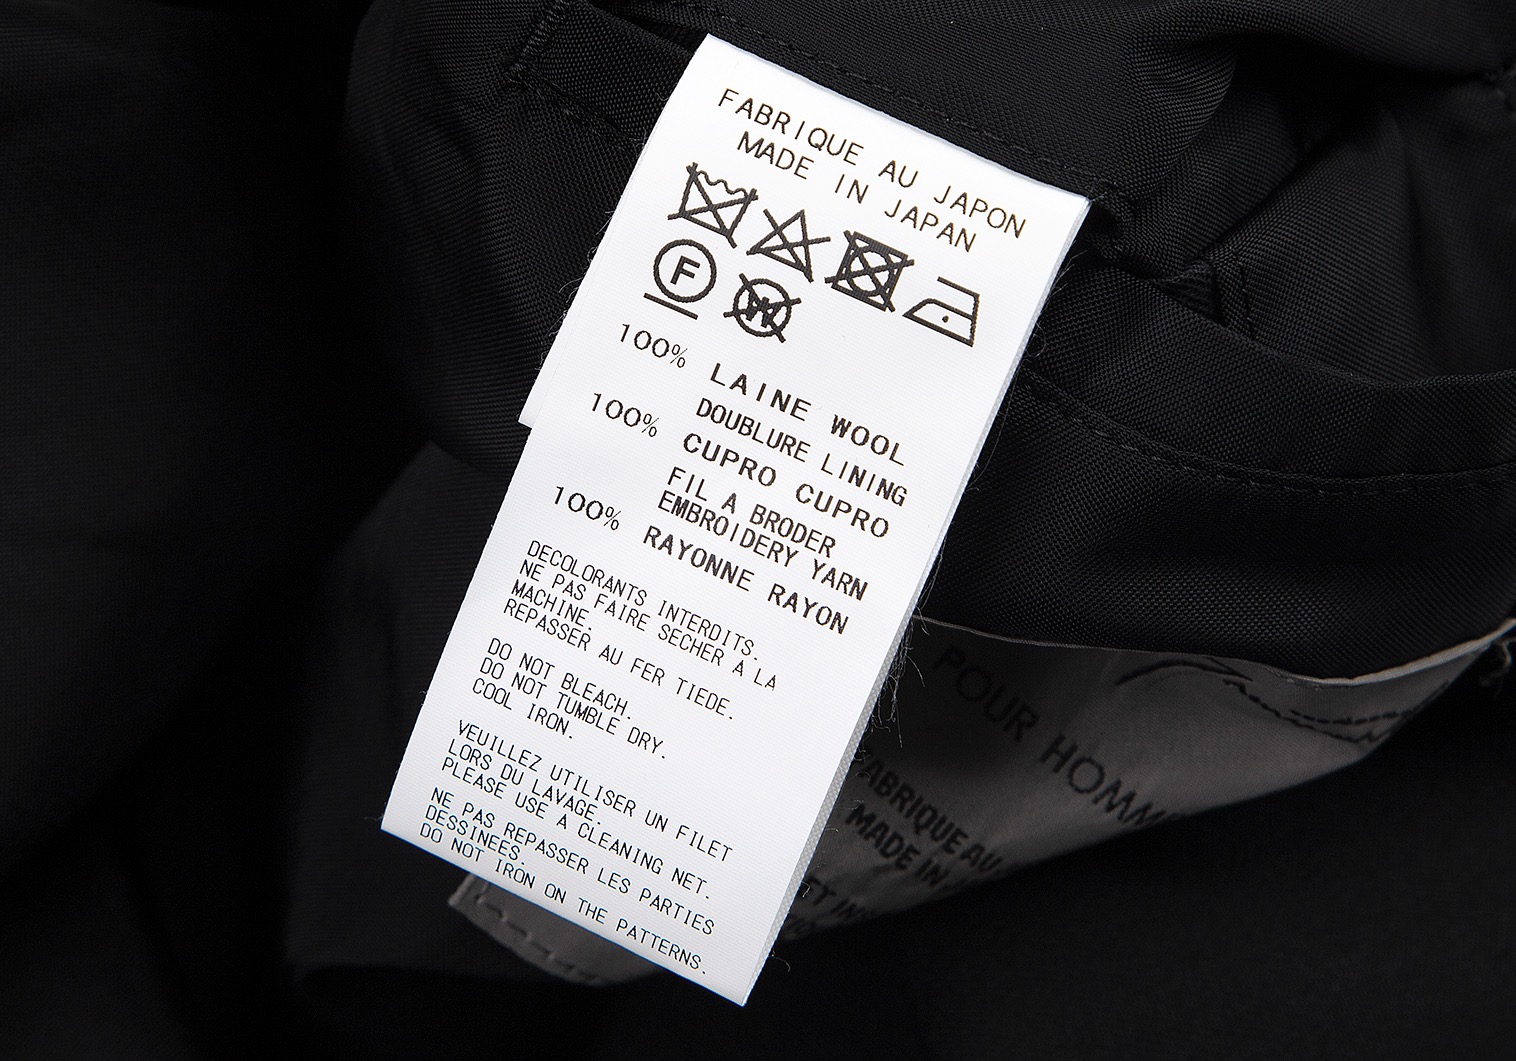 FABRIQUE AU JAPON
MADE IN JAPAN
F
W
100% LAINE WOOL
DOUBLURE LINING
100% CUPRO CUPRO
FIL A BRODER
EMBROIDERY YARN
100% RAYONNE RAYON
DECOLORANTS INTERDITS.
NE PAS FAIRE SECHER A LA
MACHINE.
REPASSER AU FER TIEDE.
DO NOT BLEACH.
DO NOT TUMBLE DRY.
COOL IRON.
VEUILLEZ UTILISER UN FILET
LORS DU LAVAGE.
PLEASE USE A CLEANING NET.
NE PAS REPASSER LES PARTIES
DESSINEES.
DO NOT IRON ON THE PATTERNS.
POUR HOMME
FABRIQUE AU
MADE IN